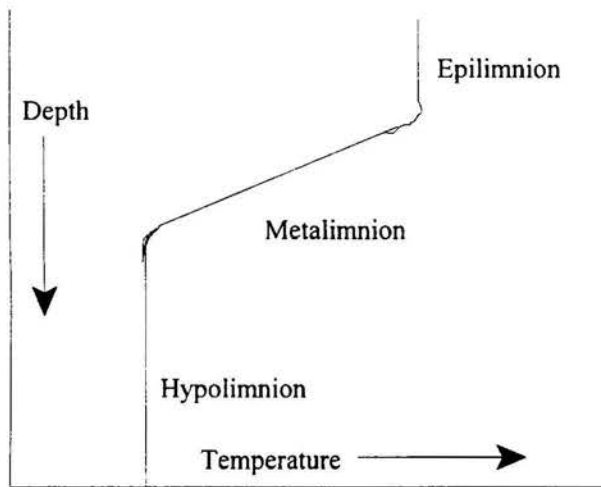 Epilimnion
Depth
Metalimnion
Hypolimnion
Temperature